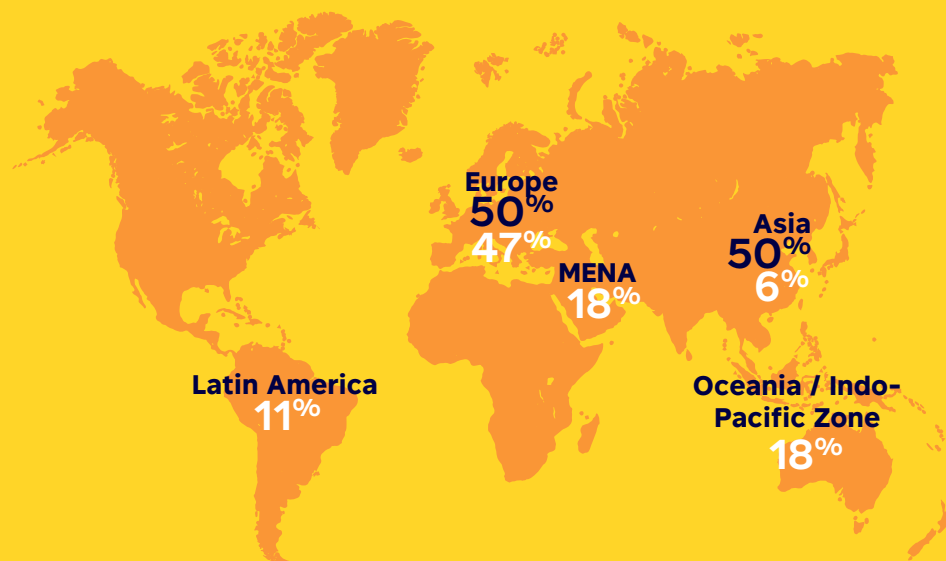 Europe
50%
47%
MENA
18%
Asia
50%
6%
Latin America
11%
Oceania / Indo-
Pacific Zone
18%